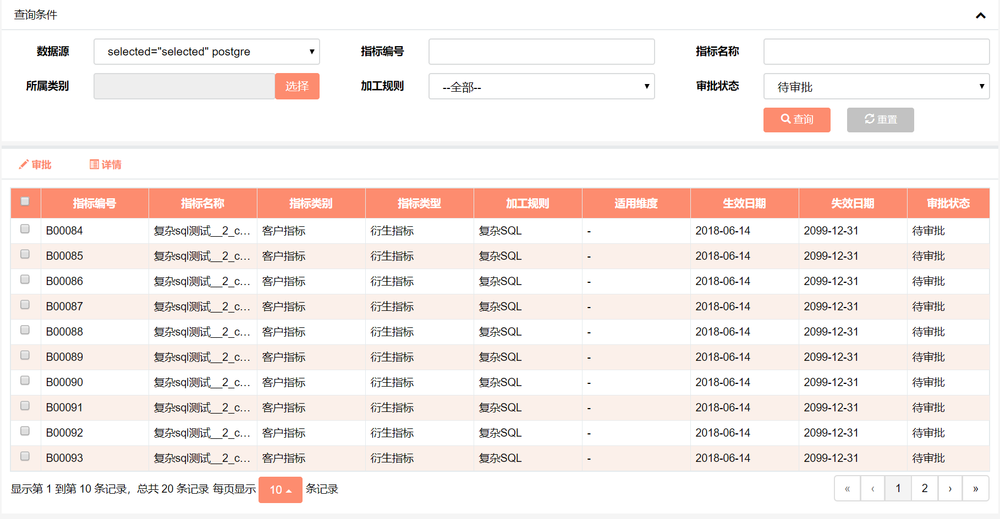 查询条件
数据源 selected="selected" postgre 指标编号 指标名称
所属类别 选择 加工规则 --全部-- 审批状态 待审批
查询 重置
审批 详情
指标编号 指标名称 指标类别 指标类型 加工规则 适用维度 生效日期 失效日期 审批状态
B00084 复杂sql测试__2_c... 客户指标 衍生指标 复杂SQL - 2018-06-14 2099-12-31 待审批
B00085 复杂sql测试__2_c... 客户指标 衍生指标 复杂SQL - 2018-06-14 2099-12-31 待审批
B00086 复杂sql测试__2_c... 客户指标 衍生指标 复杂SQL - 2018-06-14 2099-12-31 待审批
B00087 复杂sql测试__2_c... 客户指标 衍生指标 复杂SQL - 2018-06-14 2099-12-31 待审批
B00088 复杂sql测试__2_c... 客户指标 衍生指标 复杂SQL - 2018-06-14 2099-12-31 待审批
B00089 复杂sql测试__2_c... 客户指标 衍生指标 复杂SQL - 2018-06-14 2099-12-31 待审批
B00090 复杂sql测试__2_c... 客户指标 衍生指标 复杂SQL - 2018-06-14 2099-12-31 待审批
B00091 复杂sql测试__2_c... 客户指标 衍生指标 复杂SQL - 2018-06-14 2099-12-31 待审批
B00092 复杂sql测试__2_c... 客户指标 衍生指标 复杂SQL - 2018-06-14 2099-12-31 待审批
B00093 复杂sql测试__2_c... 客户指标 衍生指标 复杂SQL - 2018-06-14 2099-12-31 待审批
显示第 1 到第 10 条记录，总共 20 条记录 每页显示 10 条记录 « ‹ 1 2 › »